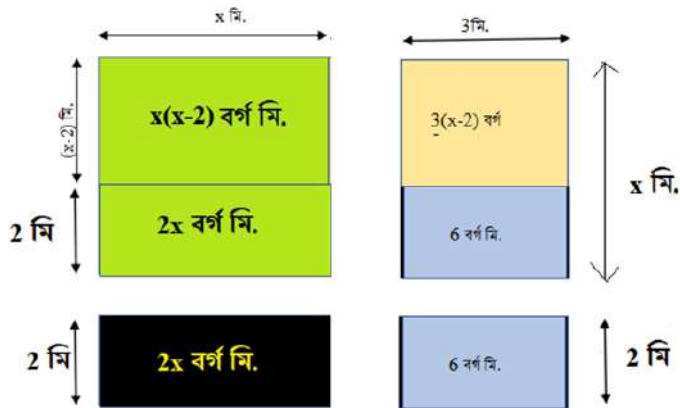 x মি.
3মি.
(x-2) মি.
x(x-2) বর্গ মি.
3(x-2) বর্গ
x মি.
2 মি
2x বর্গ মি.
6 বর্গ মি.
2 মি
2x বর্গ মি.
6 বর্গ মি.
2 মি